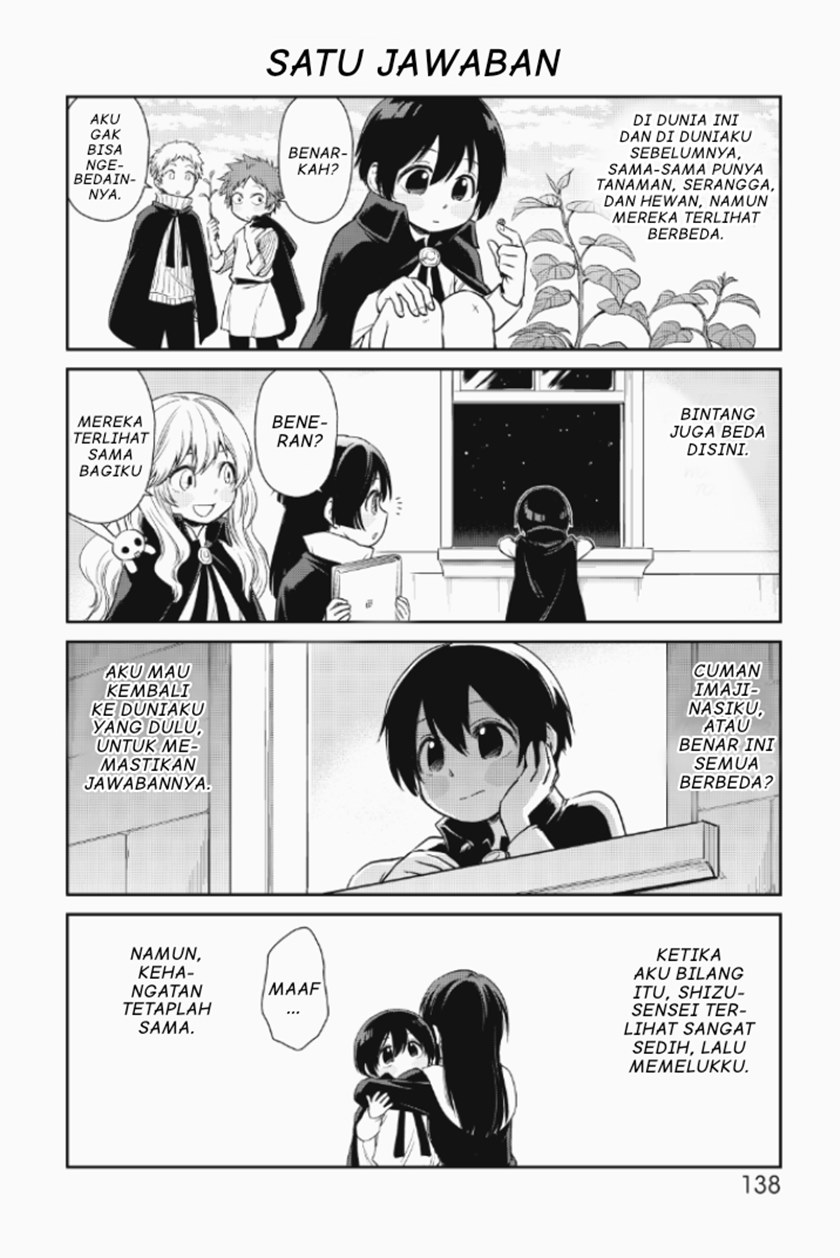 SATU JAWABAN
DI DUNIA INI
DAN DI DUNIAKU
SEBELUMNYA,
SAMA-SAMA PUNYA
TANAMAN, SERANGGA,
DAN HEWAN, NAMUN
MEREKA TERLIHAT
BERBEDA.
BENAR-
KAH?
AKU
GAK
BISA
NGE-
BEDAIN-
NYA.
BINTANG
JUGA BEDA
DISINI.
BENE-
RAN?
MEREKA
TERLIHAT
SAMA
BAGIKU
CUMAN
IMAJI-
NASIKU,
ATAU
BENAR INI
SEMUA
BERBEDA?
AKU MAU
KEMBALI
KE DUNIAKU
YANG DULU,
UNTUK ME-
MASTIKAN
JAWABANNYA.
KETIKA
AKU BILANG
ITU, SHIZU-
SENSEI TER-
LIHAT SANGAT
SEDIH, LALU
MEMELUKKU.
MAAF
...
NAMUN,
KEHA-
NGATAN
TETAPLAH
SAMA.
138